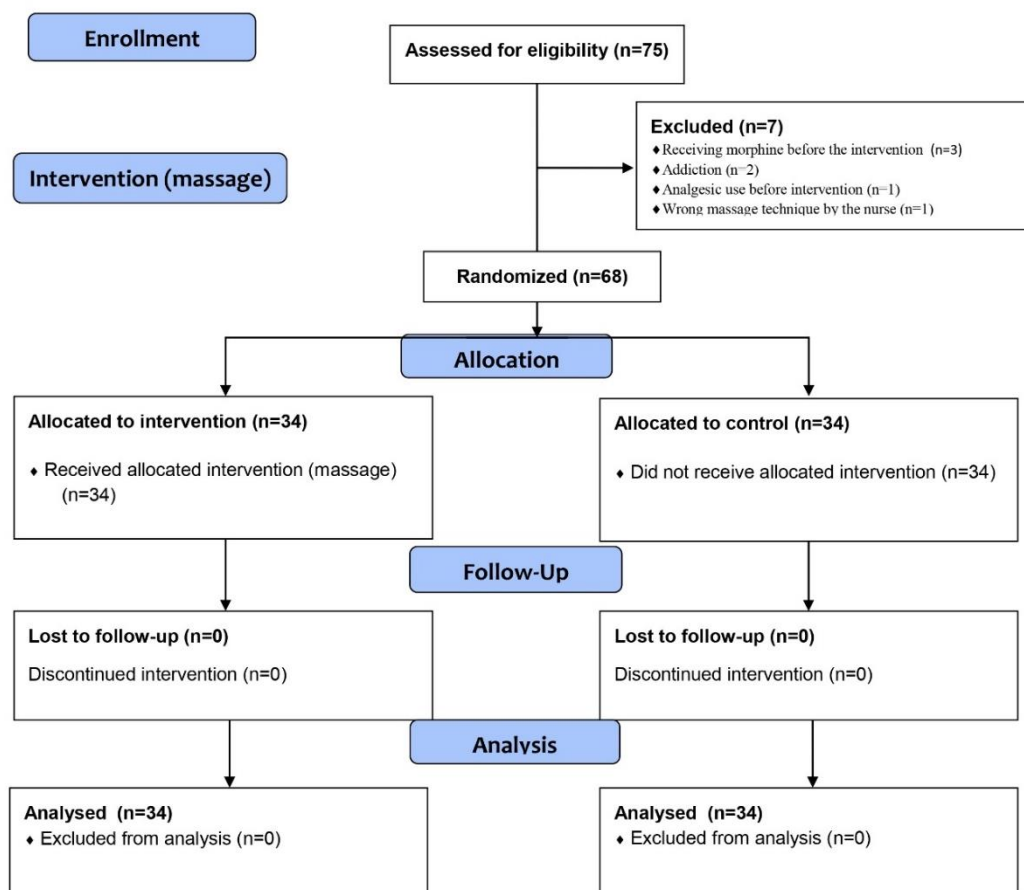 Enrollment
Assessed for eligibility (n=75)
Excluded (n=7)
♦Receiving morphine before the intervention (n=3)
♦Addiction (n=2)
♦Analgesic use before intervention (n=1)
♦Wrong massage technique by the nurse (n=1)
Intervention (massage)
Randomized (n=68)
Allocation
Allocated to intervention (n=34)
♦ Received allocated intervention (massage)
(n=34)
Allocated to control (n=34)
♦ Did not receive allocated intervention (n=34)
Follow-Up
Lost to follow-up (n=0)
Discontinued intervention (n=0)
Lost to follow-up (n=0)
Discontinued intervention (n=0)
Analysis
Analysed (n=34)
♦ Excluded from analysis (n=0)
Analysed (n=34)
♦ Excluded from analysis (n=0)